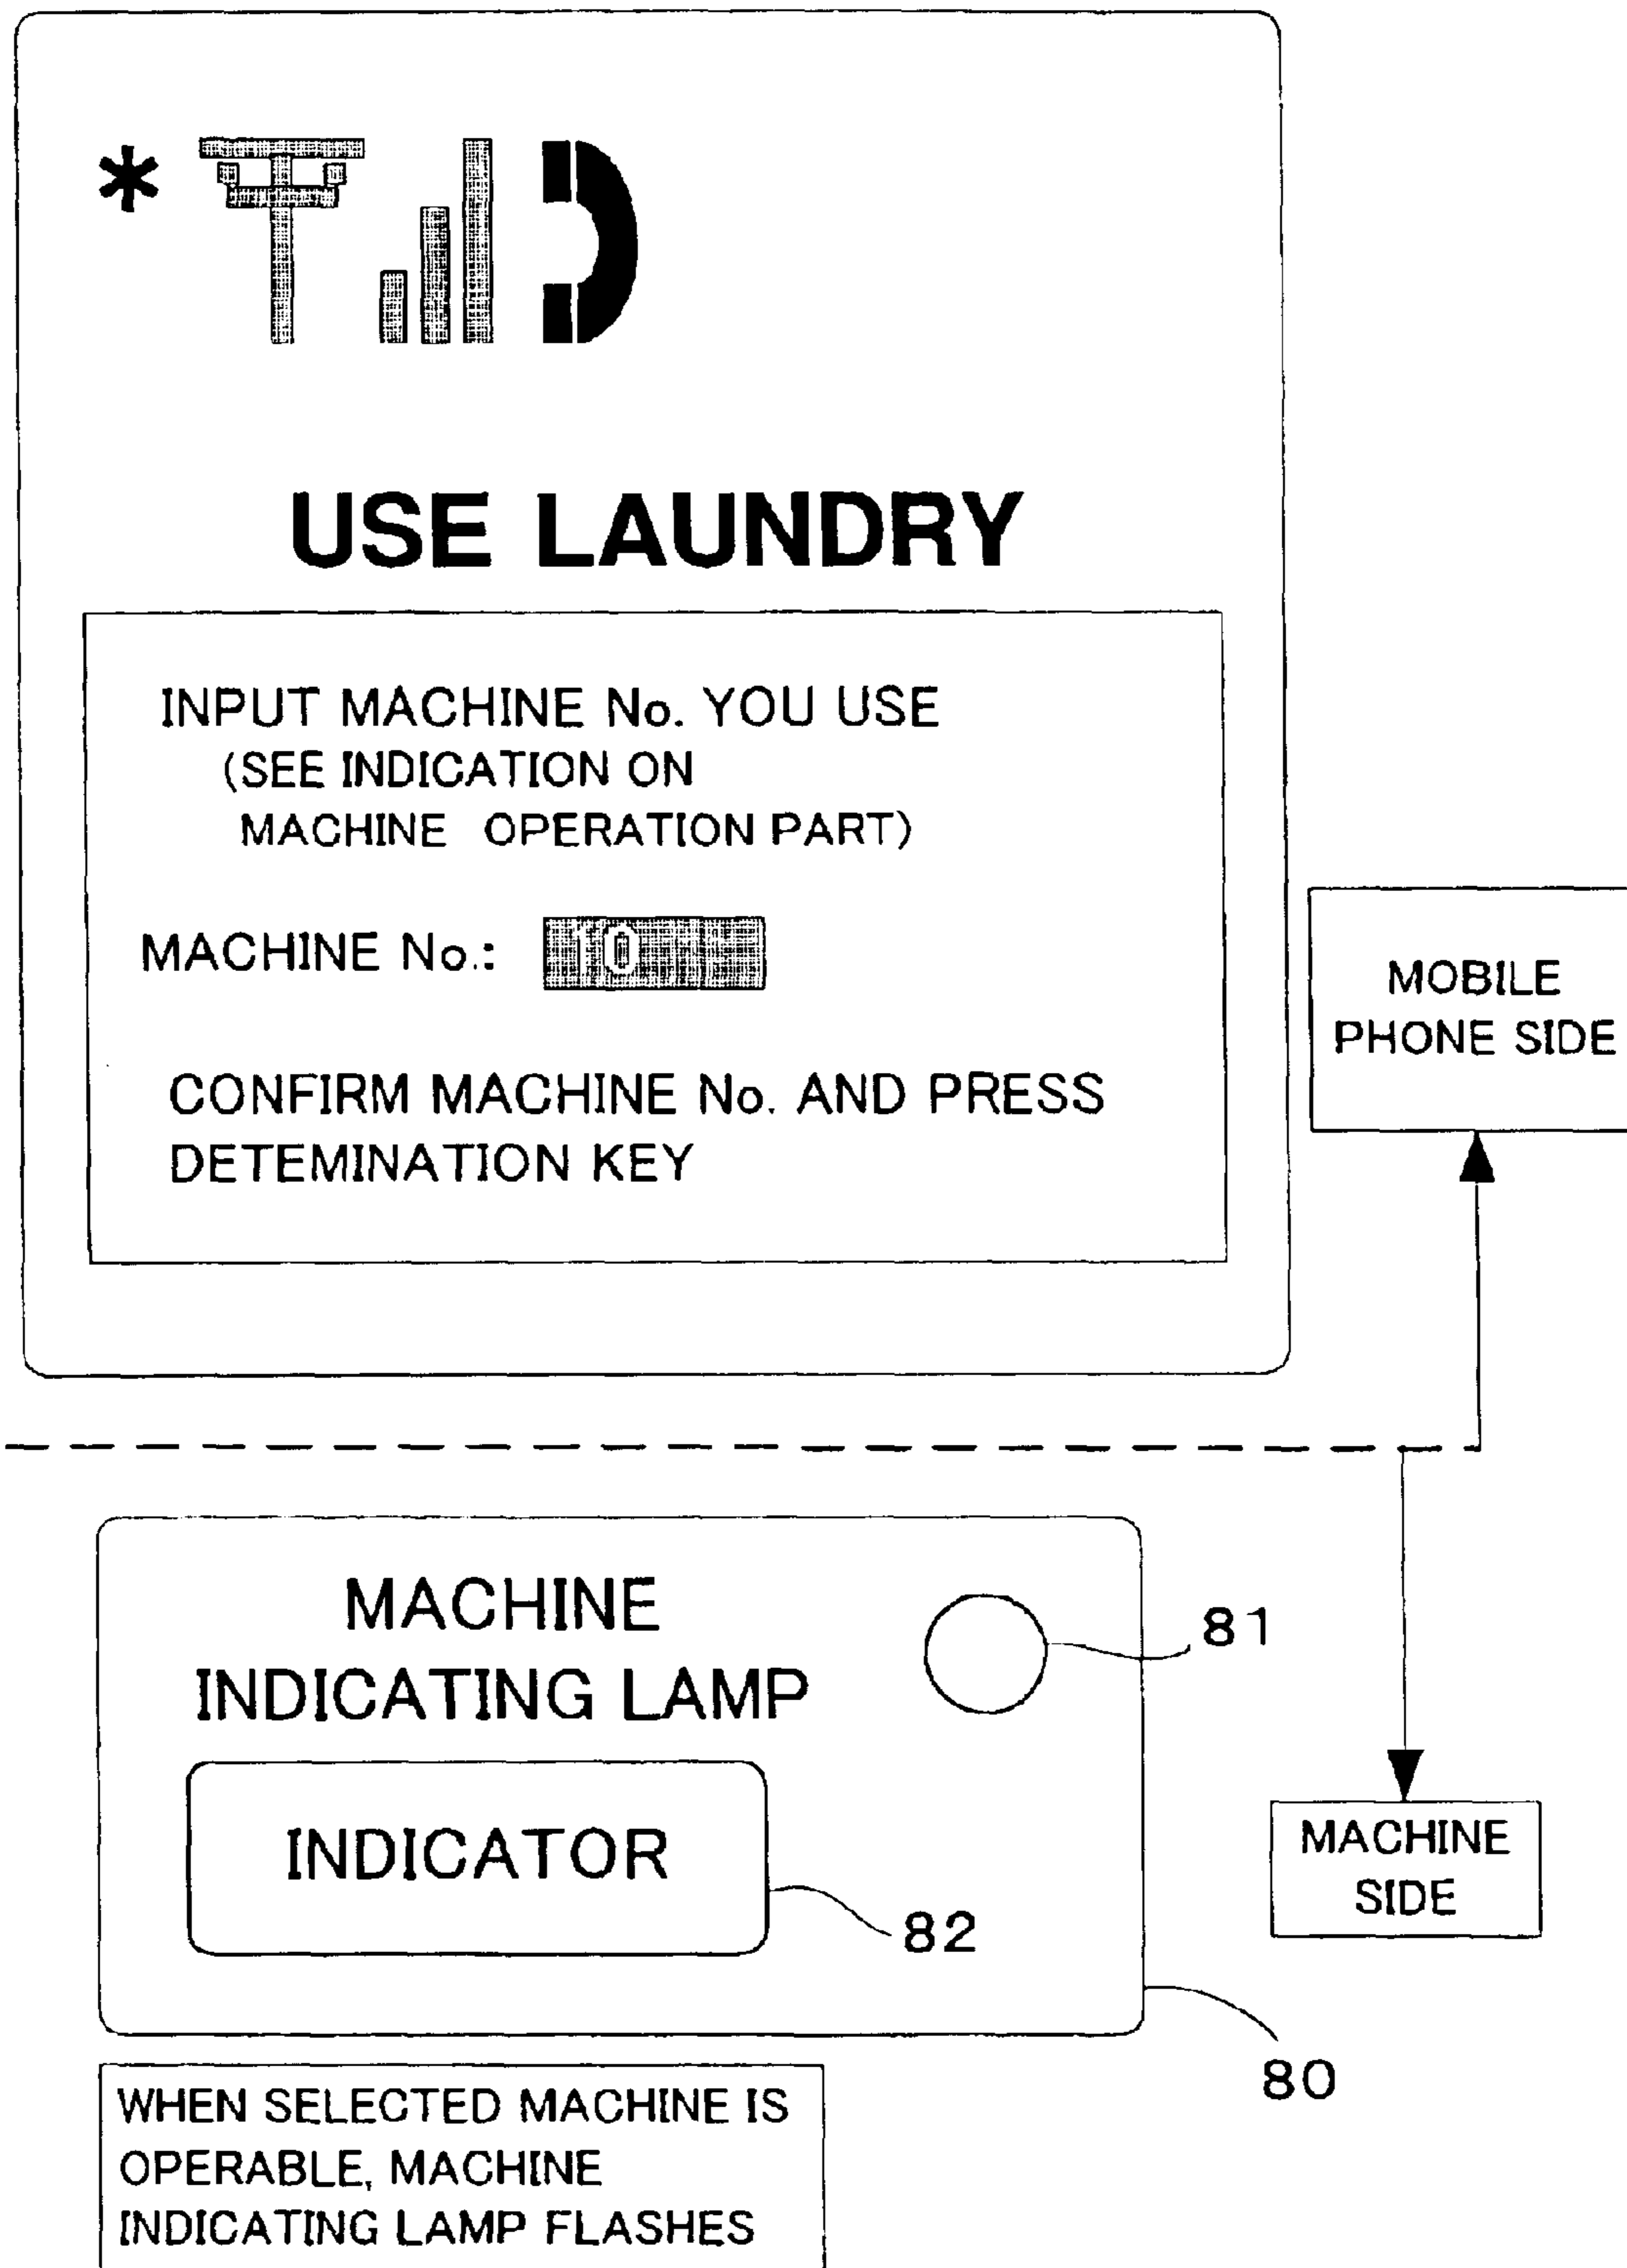 *
USE LAUNDRY
INPUT MACHINE No. YOU USE
(SEE INDICATION ON
MACHINE OPERATION PART)
MACHINE No.: 10
CONFIRM MACHINE No. AND PRESS
DETEMINATION KEY
MOBILE
PHONE SIDE
MACHINE
INDICATING LAMP
81
INDICATOR
82
MACHINE
SIDE
80
WHEN SELECTED MACHINE IS
OPERABLE, MACHINE
INDICATING LAMP FLASHES